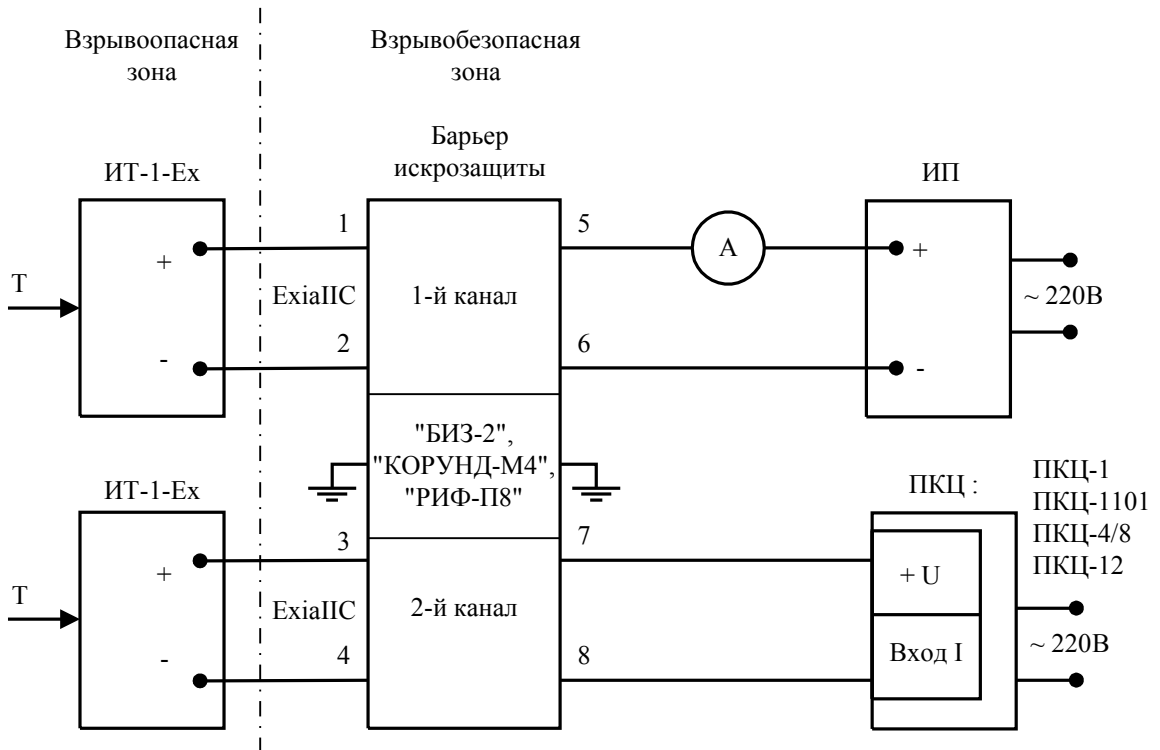 Взрывоопасная
зона
Взрывобезопасная
зона
Барьер
искрозащиты
ИТ-1-Ex
ИП
1
5
А
+
+
Т
ExiaIIC
1-й канал
~ 220В
2
6
-
-
"БИЗ-2",
"КОРУНД-М4",
"РИФ-П8"
ИТ-1-Ex
ПКЦ :
ПКЦ-1
ПКЦ-1101
ПКЦ-4/8
ПКЦ-12
3
7
+
+ U
Т
ExiaIIC
2-й канал
~ 220В
4
8
-
Вход I